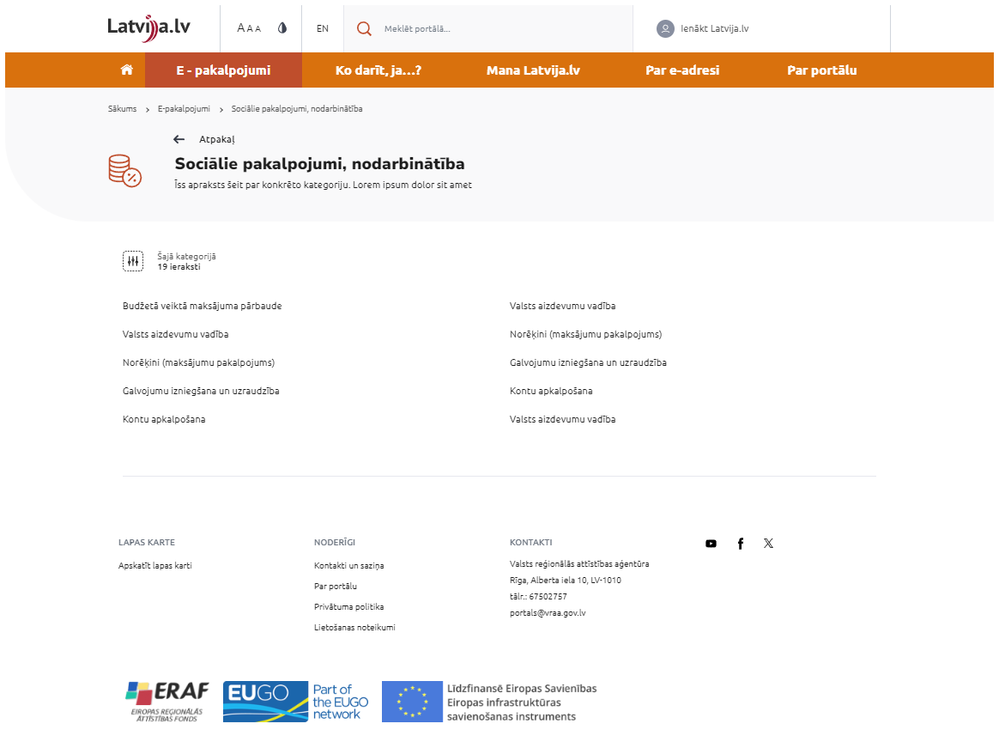 Latvija.lv
A A A
EN
Meklēt portālā...
Ienākt Latvija.lv
E - pakalpojumi
Ko darīt, ja...?
Mana Latvija.lv
Par e-adresi
Par portālu
Sākums > E-pakalpojumi > Sociālie pakalpojumi, nodarbinātība
Atpakaļ
Sociālie pakalpojumi, nodarbinātība
Īss apraksts šeit par konkrēto kategoriju. Lorem ipsum dolor sit amet
Šajā kategorijā
19 ieraksti
Budžetā veiktā maksājuma pārbaude
Valsts aizdevumu vadība
Norēķini (maksājumu pakalpojums)
Galvojumu izniegšana un uzraudzība
Kontu apkalpošana
Valsts aizdevumu vadība
Norēķini (maksājumu pakalpojums)
Galvojumu izniegšana un uzraudzība
Kontu apkalpošana
Valsts aizdevumu vadība
LAPAS KARTE
Apskatīt lapas karti
NODERĪGI
Kontakti un saziņa
Par portālu
Privātuma politika
Lietošanas noteikumi
KONTAKTI
Valsts reģionālās attīstības aģentūra
Rīga, Alberta iela 10, LV-1010
tālr.: 67502757
portals@vraa.gov.lv
ERAF
EIROPAS REĢIONĀLĀS
ATTĪSTĪBAS FONDS
EUGO
Part of
the EUGO
network
Līdzfinansē Eiropas Savienības
Eiropas infrastruktūras
savienošanas instruments